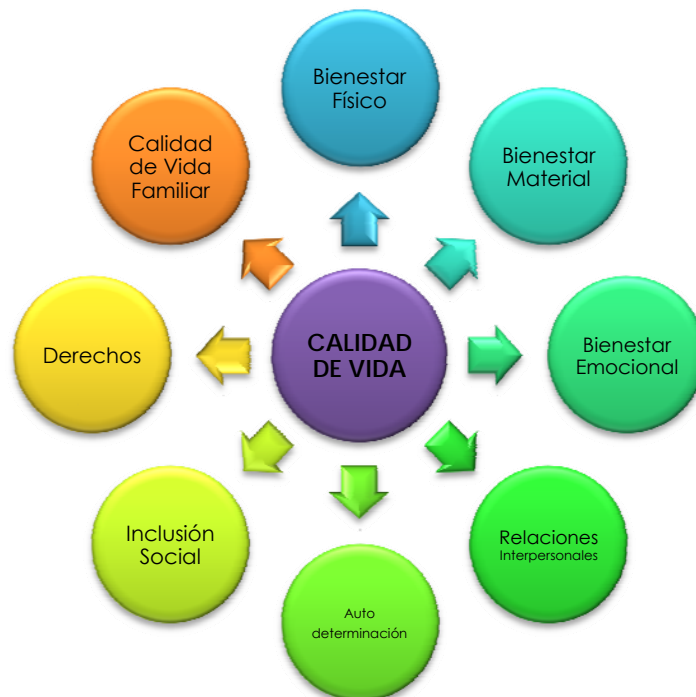 Bienestar
Físico
Bienestar
Material
Bienestar
Emocional
Relaciones
Interpersonales
Auto
determinación
Inclusión
Social
Derechos
Calidad
de Vida
Familiar
CALIDAD
DE VIDA